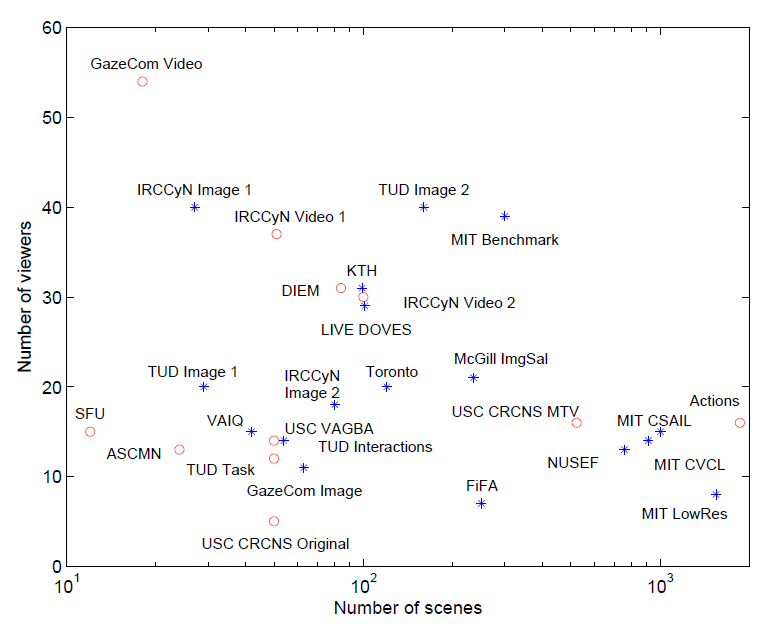 60
GazeCom Video
50
IRCCyN Image 1
TUD Image 2
40
IRCCyN Video 1
MIT Benchmark
KTH
30
DIEM
IRCCyN Video 2
LIVE DOVES
McGill ImgSal
TUD Image 1
IRCCyN
Image 2
Toronto
20
SFU
VAIQ
USC VAGBA
USC CRCNS MTV
MIT CSAIL
Actions
ASCMN
TUD Interactions
TUD Task
NUSEF
MIT CVCL
10
GazeCom Image
FiFA
MIT LowRes
USC CRCNS Original
0
10^1
10^2
10^3
Number of scenes
Number of viewers